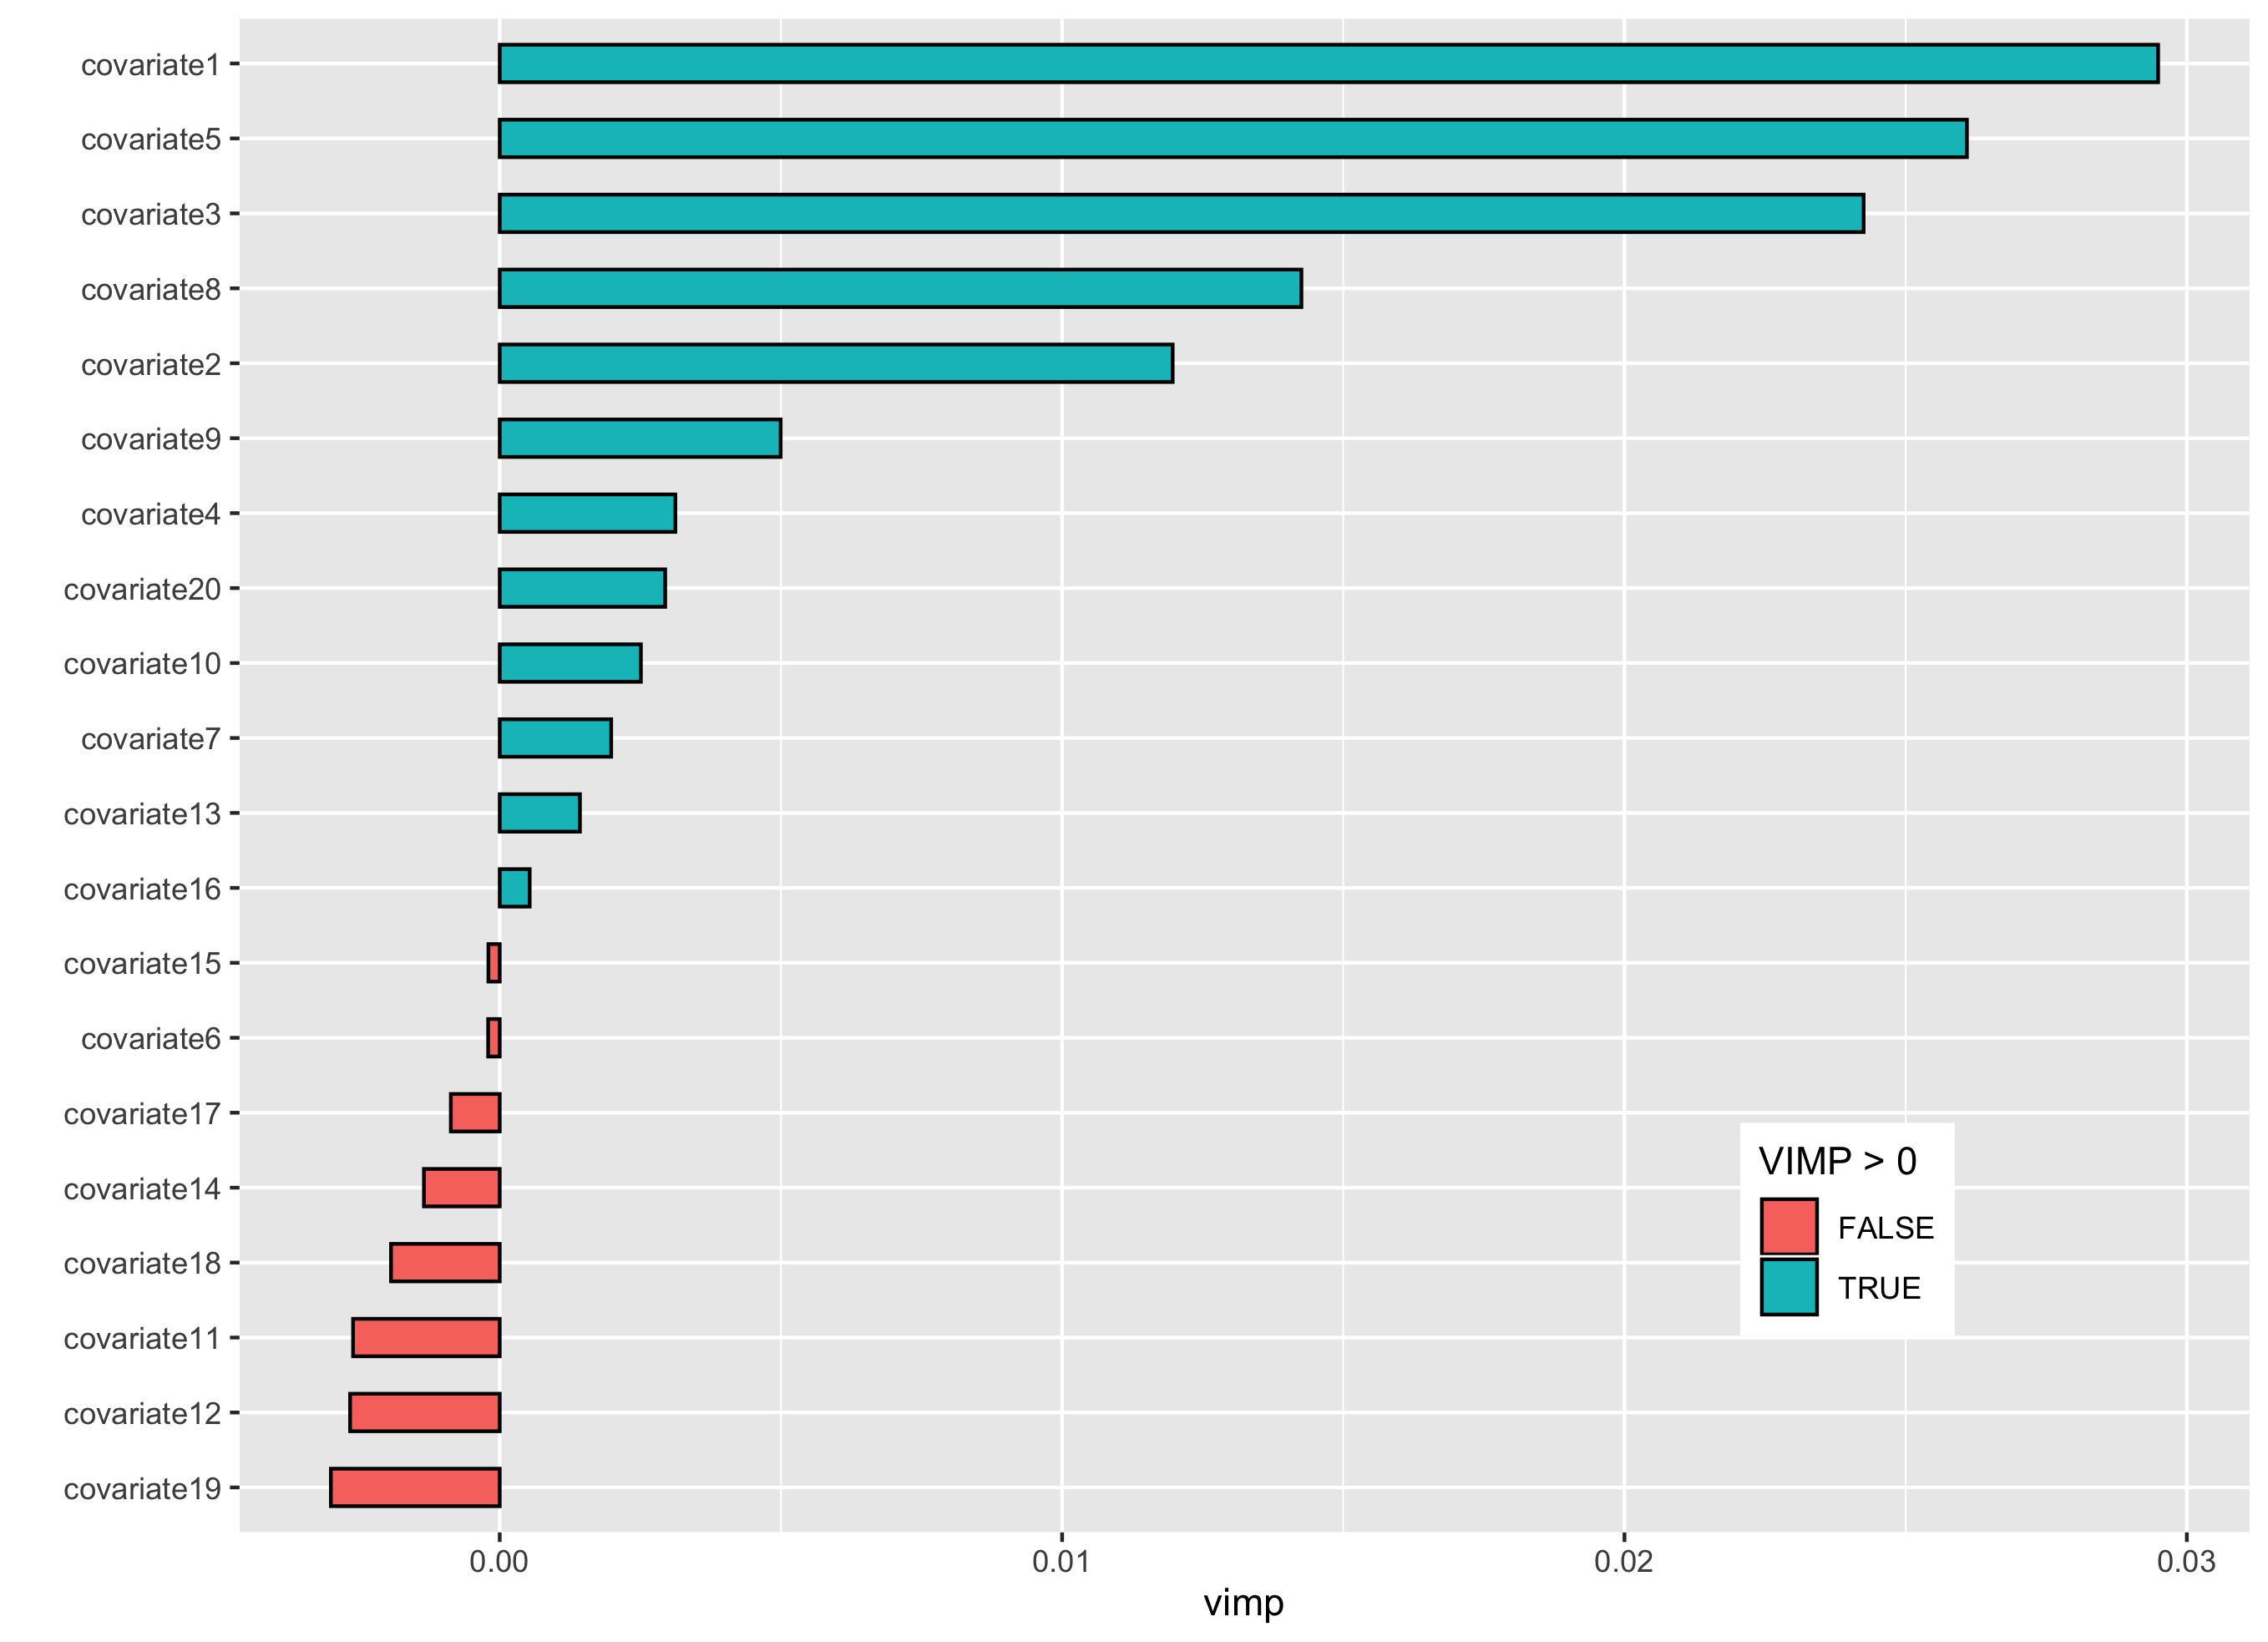 covariate1
covariate5
covariate3
covariate8
covariate2
covariate9
covariate4
covariate20
covariate10
covariate7
covariate13
covariate16
covariate15
covariate6
covariate17
covariate14
covariate18
covariate11
covariate12
covariate19
VIMP > 0
FALSE
TRUE
0.00 0.01 0.02 0.03
vimp